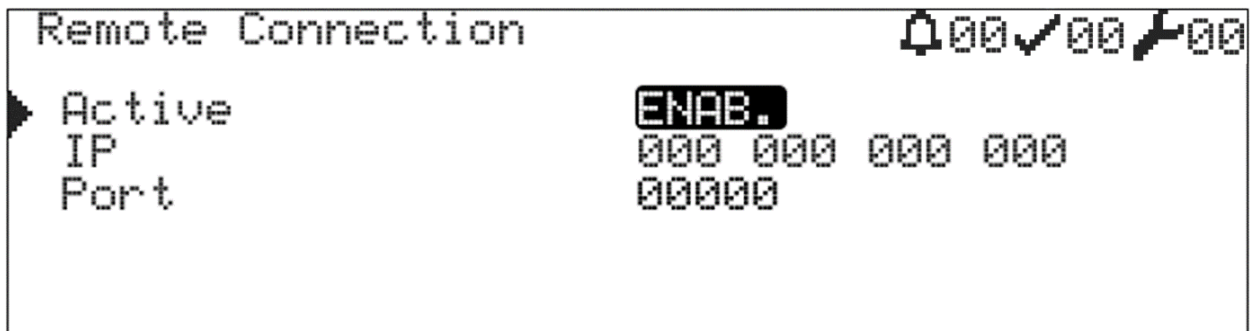 Remote Connection 00 00 00
Active ENAB.
IP 000 000 000 000
Port 00000